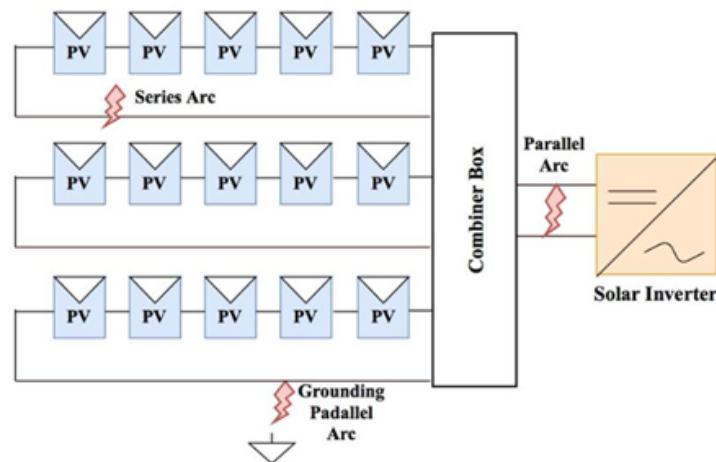 PV PV PV PV PV
Series Arc
PV PV PV PV PV
Parallel
Arc
Combiner Box
Solar Inverter
PV PV PV PV PV
Grounding
Padallel
Arc